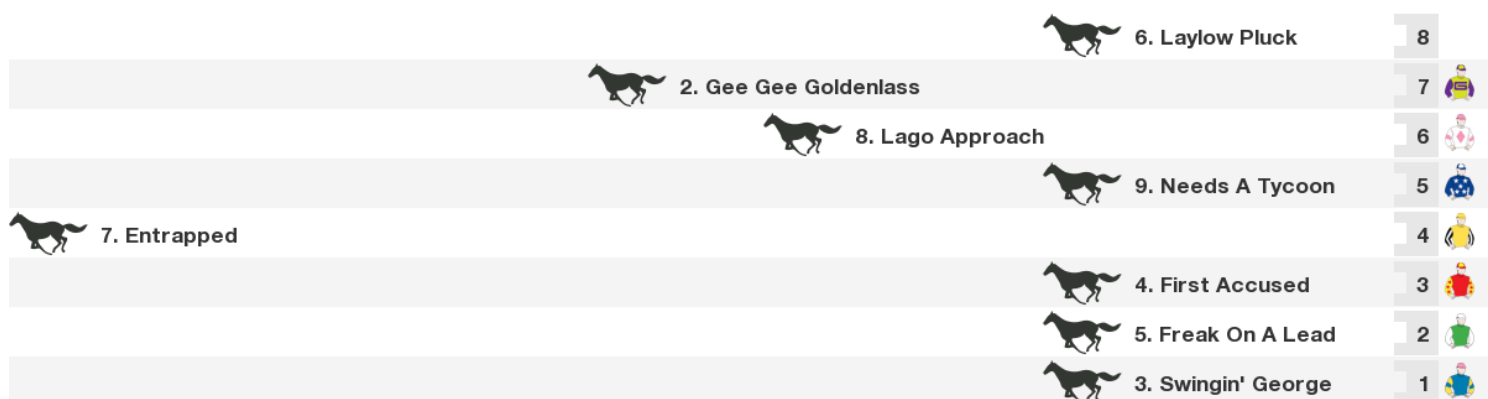 6. Laylow Pluck 8
2. Gee Gee Goldenlass 7
8. Lago Approach 6
9. Needs A Tycoon 5
7. Entrapped 4
4. First Accused 3
5. Freak On A Lead 2
3. Swingin' George 1